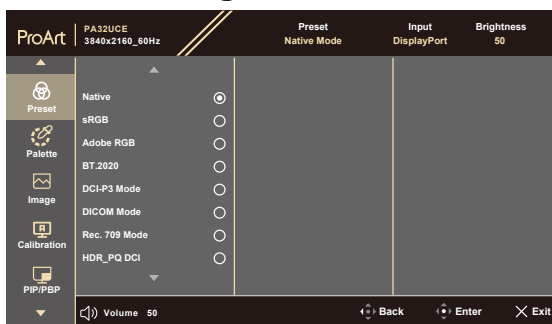 ProArt
PA32UCE
3840x2160_60Hz
Preset
Native Mode
Input
DisplayPort
Brightness
50
Preset
Palette
Image
Calibration
PIP/PBP
Native
sRGB
Adobe RGB
BT.2020
DCI-P3 Mode
DICOM Mode
Rec. 709 Mode
HDR_PQ DCI
Volume 50
Back
Enter
Exit